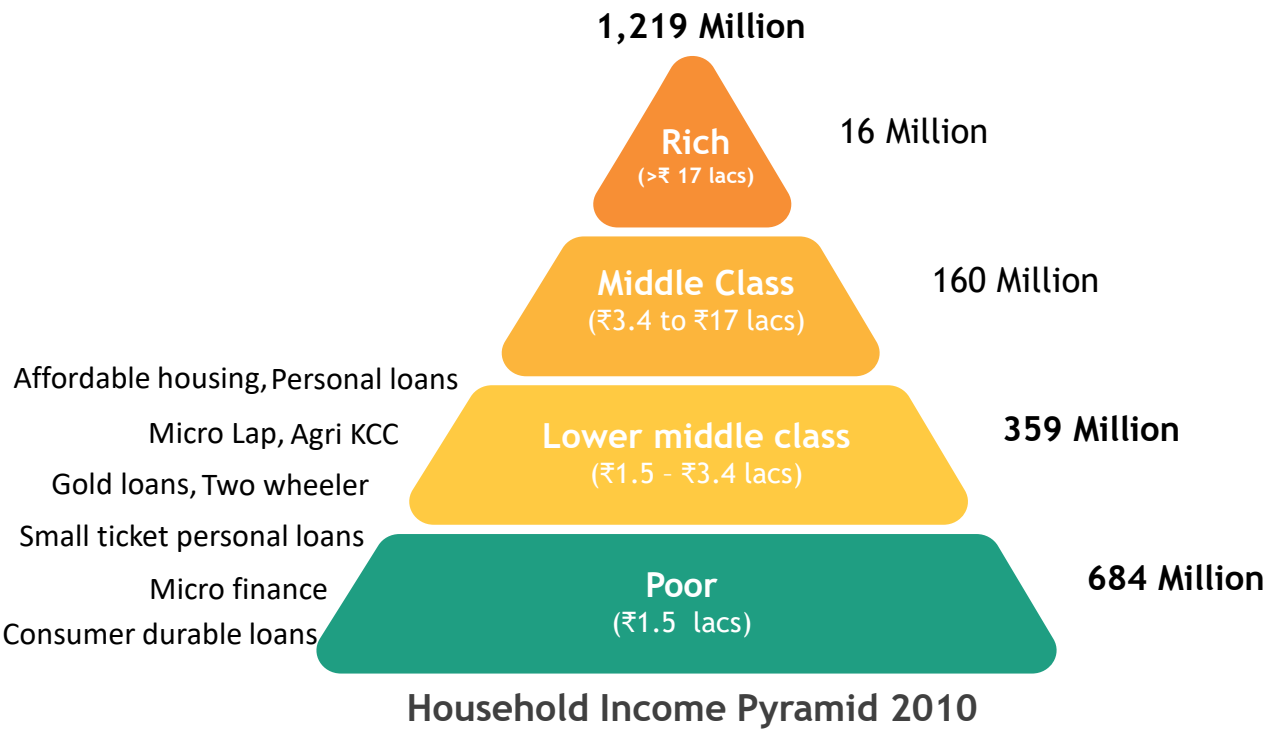 1,219 Million
Rich
(>₹ 17 lacs)
16 Million
Middle Class
(₹3.4 to ₹17 lacs)
160 Million
Affordable housing, Personal loans
Micro Lap, Agri KCC
Gold loans, Two wheeler
Lower middle class
(₹1.5 - ₹3.4 lacs)
359 Million
Small ticket personal loans
Micro finance
Consumer durable loans
Poor
(₹1.5 lacs)
684 Million
Household Income Pyramid 2010